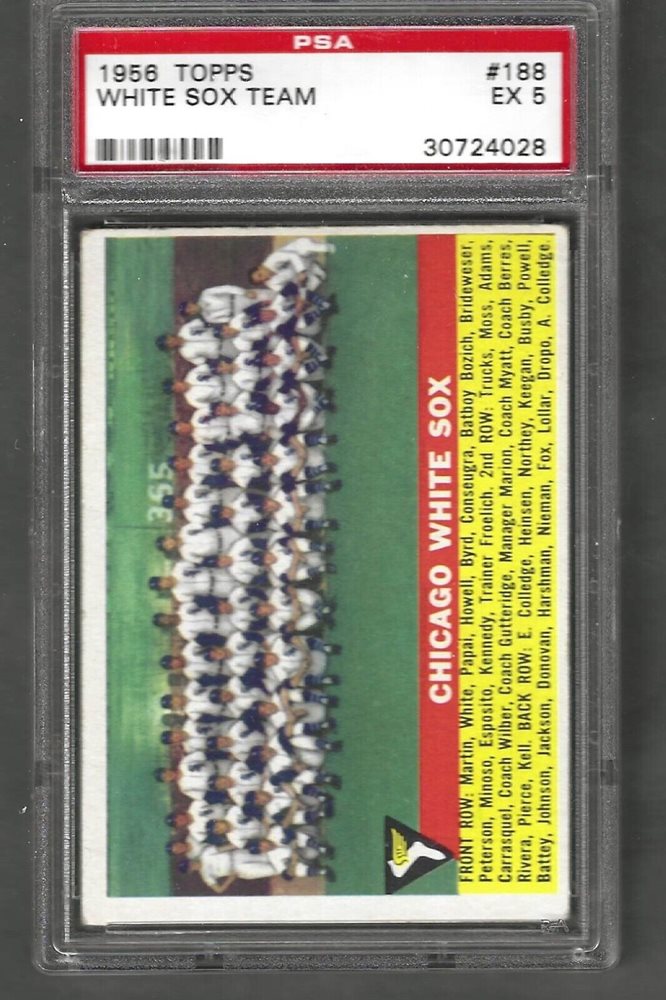 PSA
1956 TOPPS #188
WHITE SOX TEAM EX 5
30724028
355
CHICAGO WHITE SOX
FRONT ROW: Martin, White, Papai, Howell, Byrd, Conseugra, Batboy Bozich, Brideweser,
Peterson, Minoso, Esposito, Kennedy, Trainer Froelich. 2nd ROW: Trucks, Moss, Adams,
Carrasquel, Coach Wilber, Coach Gutteridge, Manager Marion, Coach Myatt, Coach Berres,
Rivera, Pierce, Kell. BACK ROW: E. Colledge, Heinsen, Northey, Keegan, Busby, Powell,
Battey, Johnson, Jackson, Donovan, Harshman, Nieman, Fox, Lollar, Dropo, A. Colledge.